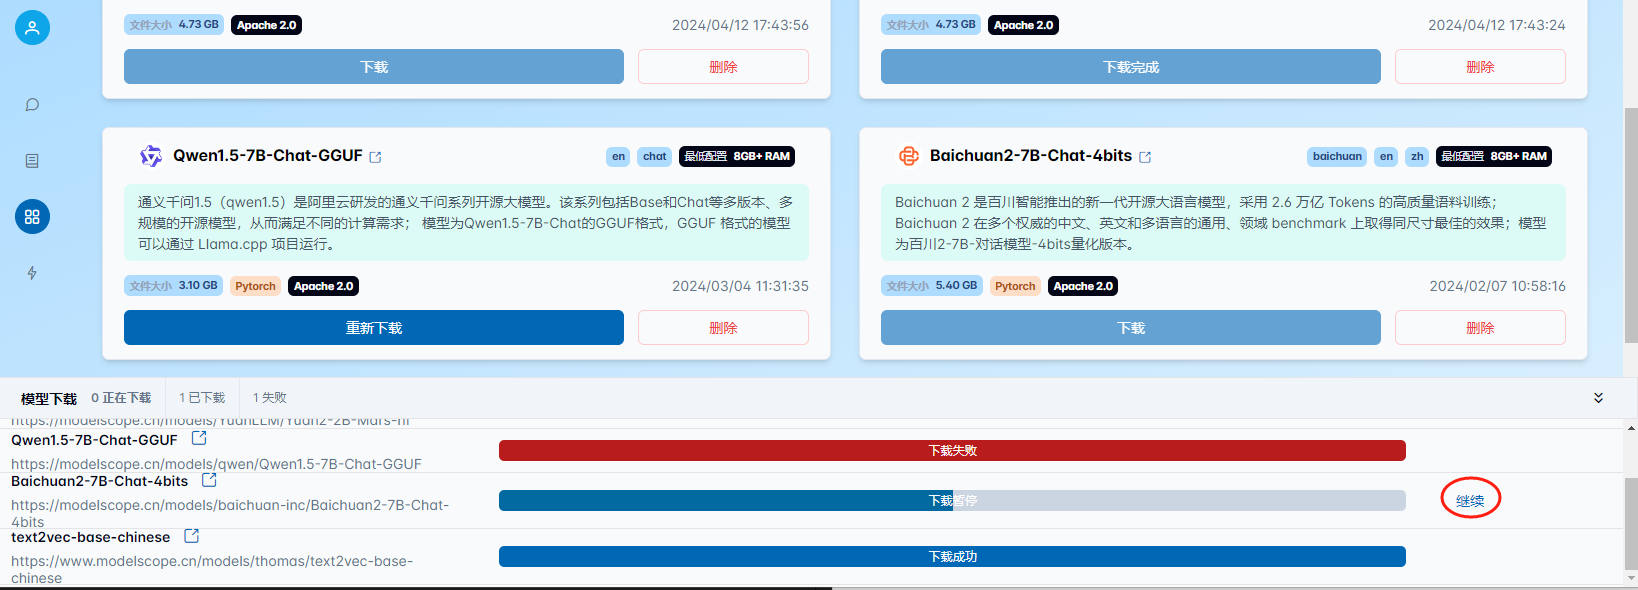 文件大小 4.73 GB Apache 2.0 2024/04/12 17:43:56
下载 删除
文件大小 4.73 GB Apache 2.0 2024/04/12 17:43:24
下载完成 删除
Qwen1.5-7B-Chat-GGUF en chat 最低配置 8GB+ RAM
通义千问1.5（qwen1.5）是阿里云研发的通义千问系列开源大模型。该系列包括Base和Chat等多版本、多
规模的开源模型，从而满足不同的计算需求； 模型为Qwen1.5-7B-Chat的GGUF格式，GGUF 格式的模型
可以通过 Llama.cpp 项目运行。
文件大小 3.10 GB Pytorch Apache 2.0 2024/03/04 11:31:35
重新下载 删除
Baichuan2-7B-Chat-4bits baichuan en zh 最低配置 8GB+ RAM
Baichuan 2 是百川智能推出的新一代开源大语言模型，采用 2.6 万亿 Tokens 的高质量语料训练；
Baichuan 2 在多个权威的中文、英文和多语言的通用、领域 benchmark 上取得同尺寸最佳的效果；模型
为百川2-7B-对话模型-4bits量化版本。
文件大小 5.40 GB Pytorch Apache 2.0 2024/02/07 10:58:16
下载 删除
模型下载 0 正在下载 1 已下载 1 失败
https://modelscope.cn/models/YuanLLM/Yuan2-2B-Mars-hf
Qwen1.5-7B-Chat-GGUF
https://modelscope.cn/models/qwen/Qwen1.5-7B-Chat-GGUF
下载失败
Baichuan2-7B-Chat-4bits
https://modelscope.cn/models/baichuan-inc/Baichuan2-7B-Chat-
4bits
下载暂停 继续
text2vec-base-chinese
https://www.modelscope.cn/models/thomas/text2vec-base-
chinese
下载成功